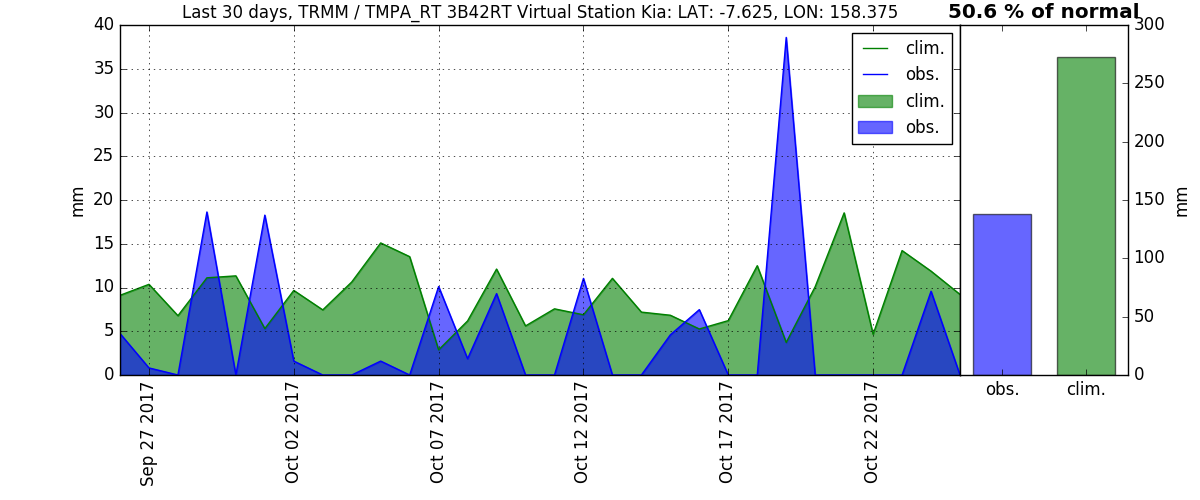 Last 30 days, TRMM / TMPA_RT 3B42RT Virtual Station Kia: LAT: -7.625, LON: 158.375
50.6 % of normal
40
35
30
25
20
15
10
5
0
mm
clim.
obs.
clim.
obs.
Sep 27 2017
Oct 02 2017
Oct 07 2017
Oct 12 2017
Oct 17 2017
Oct 22 2017
300
250
200
150
100
50
0
mm
obs.
clim.